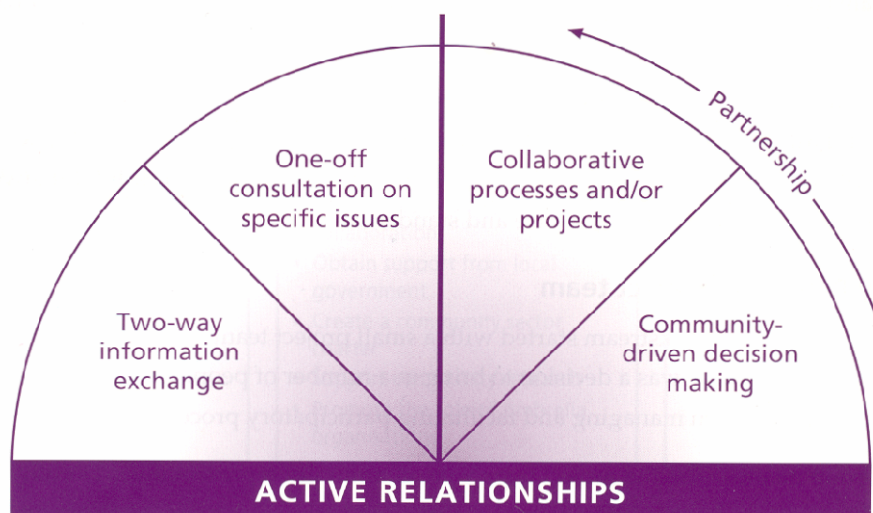 Partnership
One-off
consultation on
specific issues
Collaborative
processes and/or
projects
Two-way
information
exchange
Community-
driven decision
making
ACTIVE RELATIONSHIPS